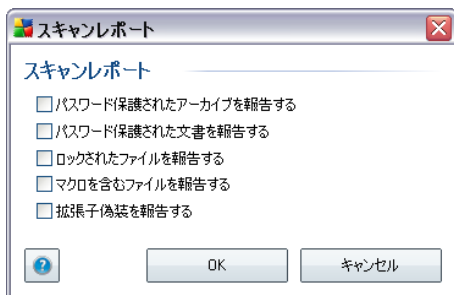 スキャンレポート
スキャンレポート
パスワード保護されたアーカイブを報告する
パスワード保護された文書を報告する
ロックされたファイルを報告する
マクロを含むファイルを報告する
拡張子偽装を報告する
?
OK
キャンセル